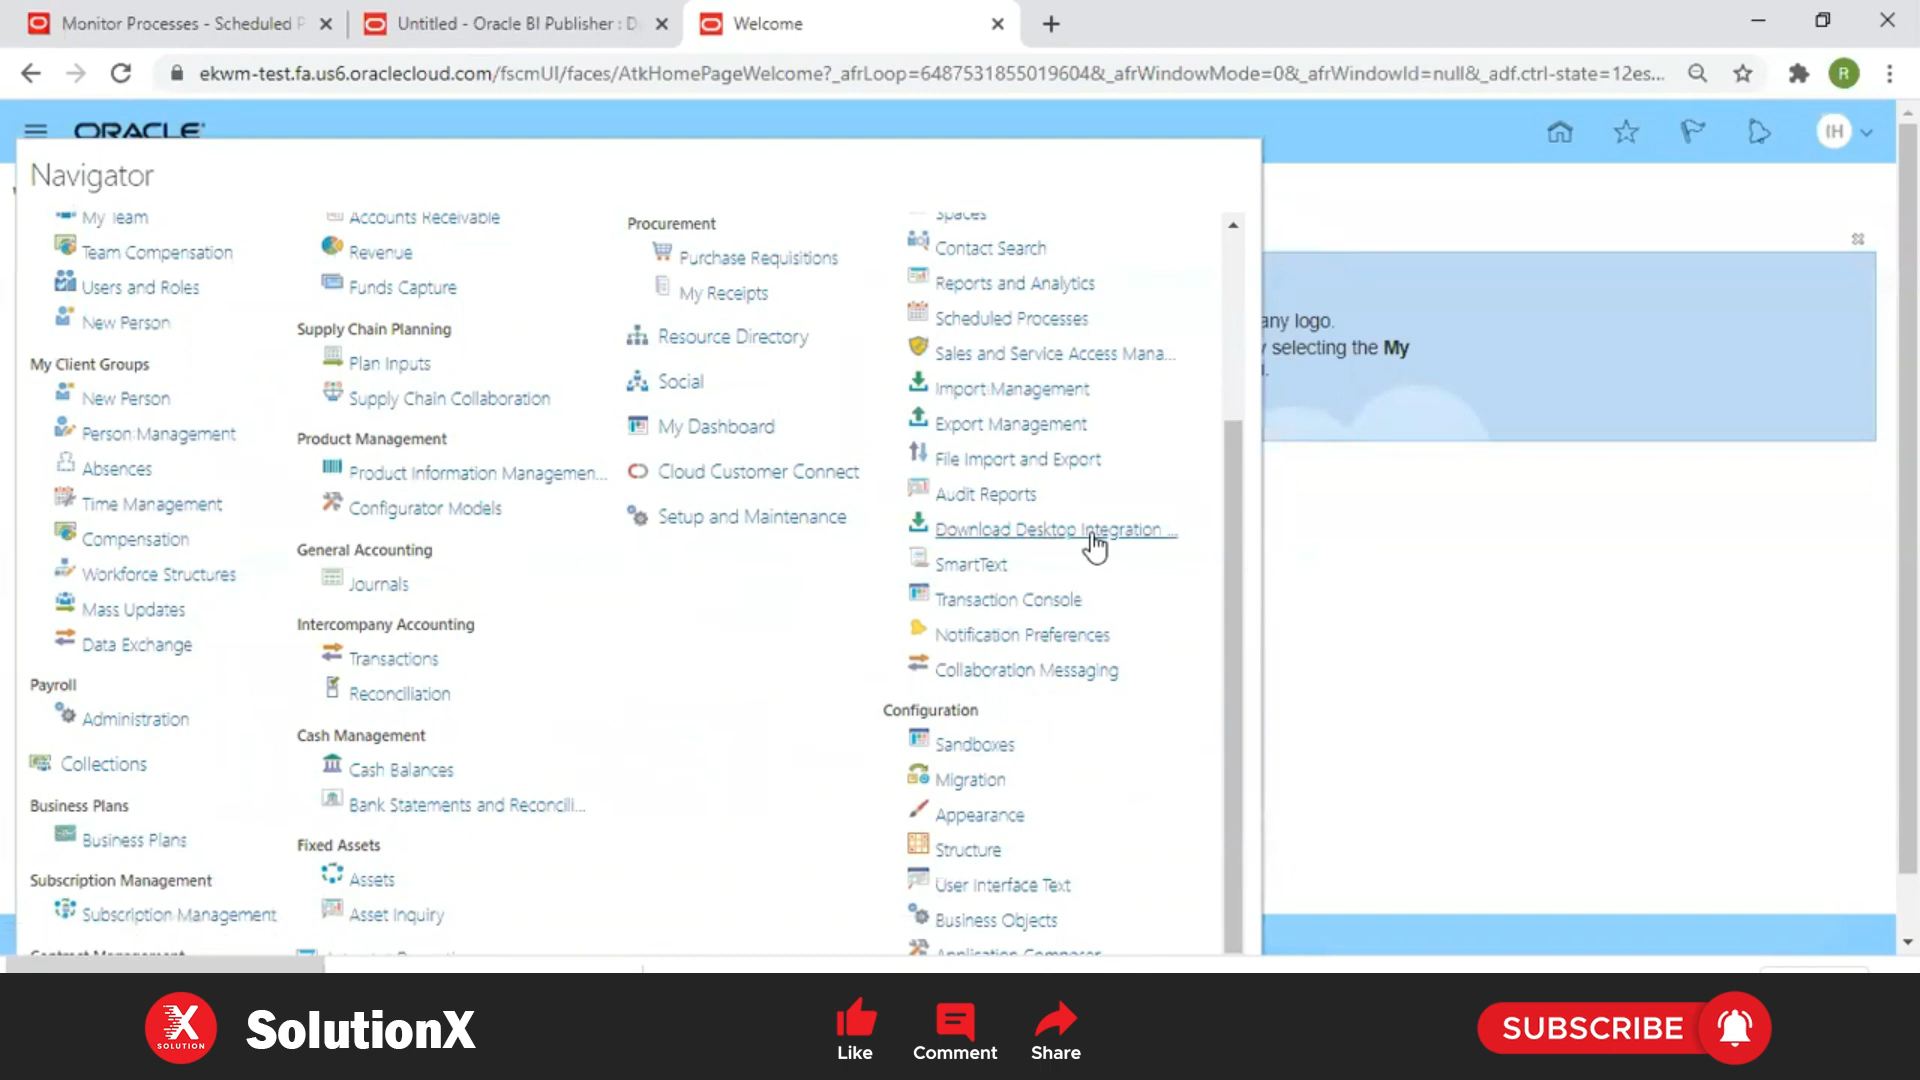 Monitor Processes - Scheduled P
Untitled - Oracle BI Publisher : D
Welcome
ekwm-test.fa.us6.oraclecloud.com/fscmUI/faces/AtkHomePageWelcome?_afrLoop=6487531855019604&_afrWindowMode=0&_afrWindowId=null&_adf.ctrl-state=12es...
R
ORACLE
IH
Navigator
My Team
Team Compensation
Users and Roles
New Person
My Client Groups
New Person
Person Management
Absences
Time Management
Compensation
Workforce Structures
Mass Updates
Data Exchange
Payroll
Administration
Collections
Business Plans
Business Plans
Subscription Management
Subscription Management
Contract Management
Accounts Receivable
Revenue
Funds Capture
Supply Chain Planning
Plan Inputs
Supply Chain Collaboration
Product Management
Product Information Managemen...
Configurator Models
General Accounting
Journals
Intercompany Accounting
Transactions
Reconciliation
Cash Management
Cash Balances
Bank Statements and Reconcili...
Fixed Assets
Assets
Asset Inquiry
Procurement
Purchase Requisitions
My Receipts
Resource Directory
Social
My Dashboard
Cloud Customer Connect
Setup and Maintenance
Spaces
Contact Search
Reports and Analytics
Scheduled Processes
Sales and Service Access Mana...
Import Management
Export Management
File Import and Export
Audit Reports
Download Desktop Integration ...
SmartText
Transaction Console
Notification Preferences
Collaboration Messaging
Configuration
Sandboxes
Migration
Appearance
Structure
User Interface Text
Business Objects
Application Composer
any logo.
selecting the My
X
SOLUTION
SolutionX
Like
Comment
Share
SUBSCRIBE